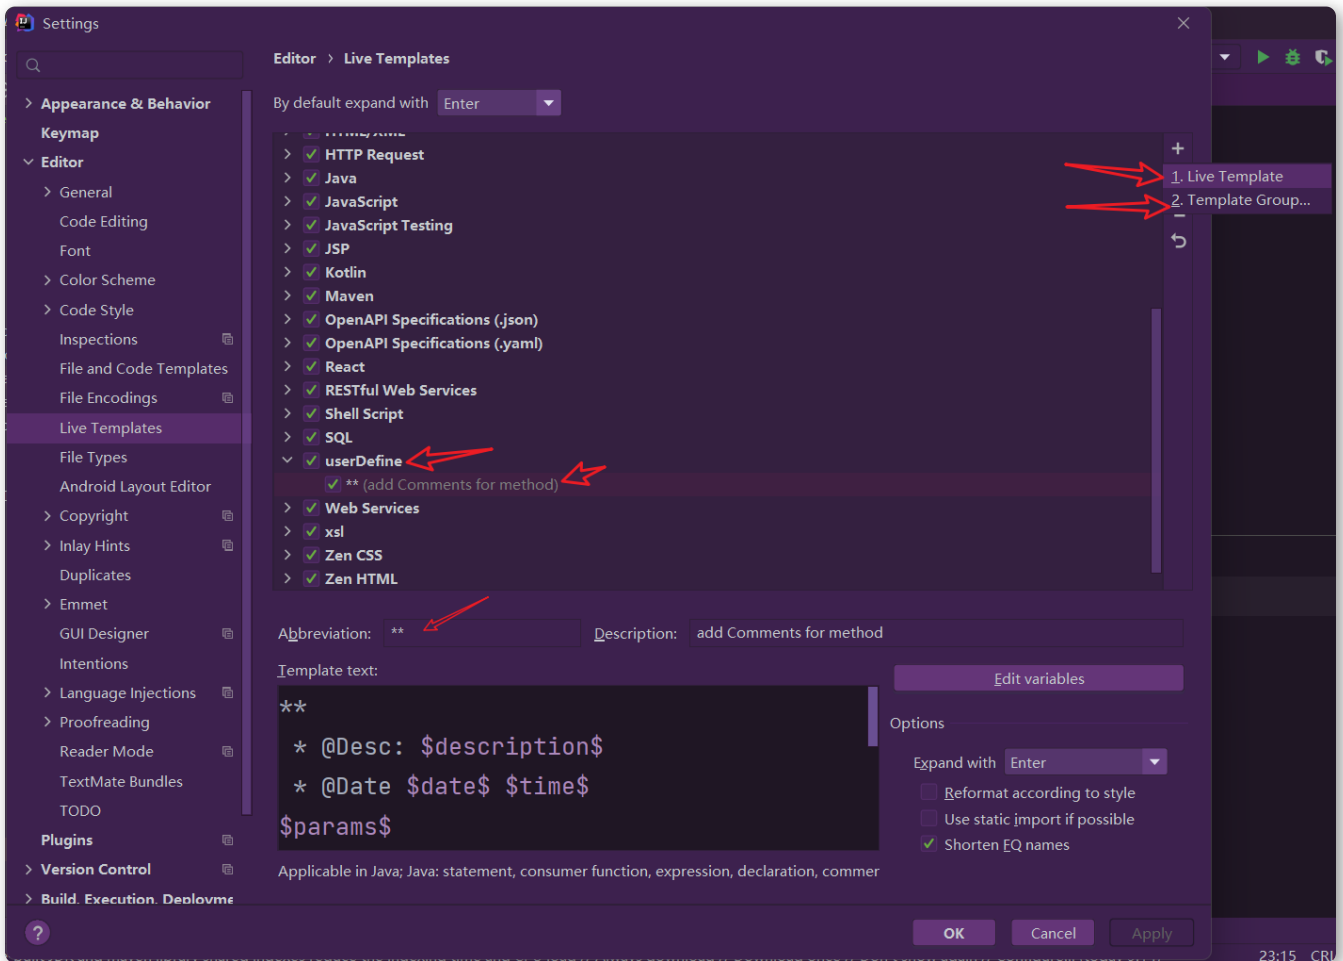 Settings
Editor › Live Templates
By default expand with Enter
Appearance & Behavior
Keymap
Editor
General
Code Editing
Font
Color Scheme
Code Style
Inspections
File and Code Templates
File Encodings
Live Templates
File Types
Android Layout Editor
Copyright
Inlay Hints
Duplicates
Emmet
GUI Designer
Intentions
Language Injections
Proofreading
Reader Mode
TextMate Bundles
TODO
Plugins
Version Control
Build, Execution, Deployme
HTML/XML
HTTP Request
Java
JavaScript
JavaScript Testing
JSP
Kotlin
Maven
OpenAPI Specifications (.json)
OpenAPI Specifications (.yaml)
React
RESTful Web Services
Shell Script
SQL
userDefine
** (add Comments for method)
Web Services
xsl
Zen CSS
Zen HTML
1. Live Template
2. Template Group...
Abbreviation: ** Description: add Comments for method
Template text:
**
* @Desc: $description$
* @Date $date$ $time$
$params$
Edit variables
Options
Expand with Enter
Reformat according to style
Use static import if possible
Shorten FQ names
Applicable in Java; Java: statement, consumer function, expression, declaration, commer
? OK Cancel Apply
23:15 CRL